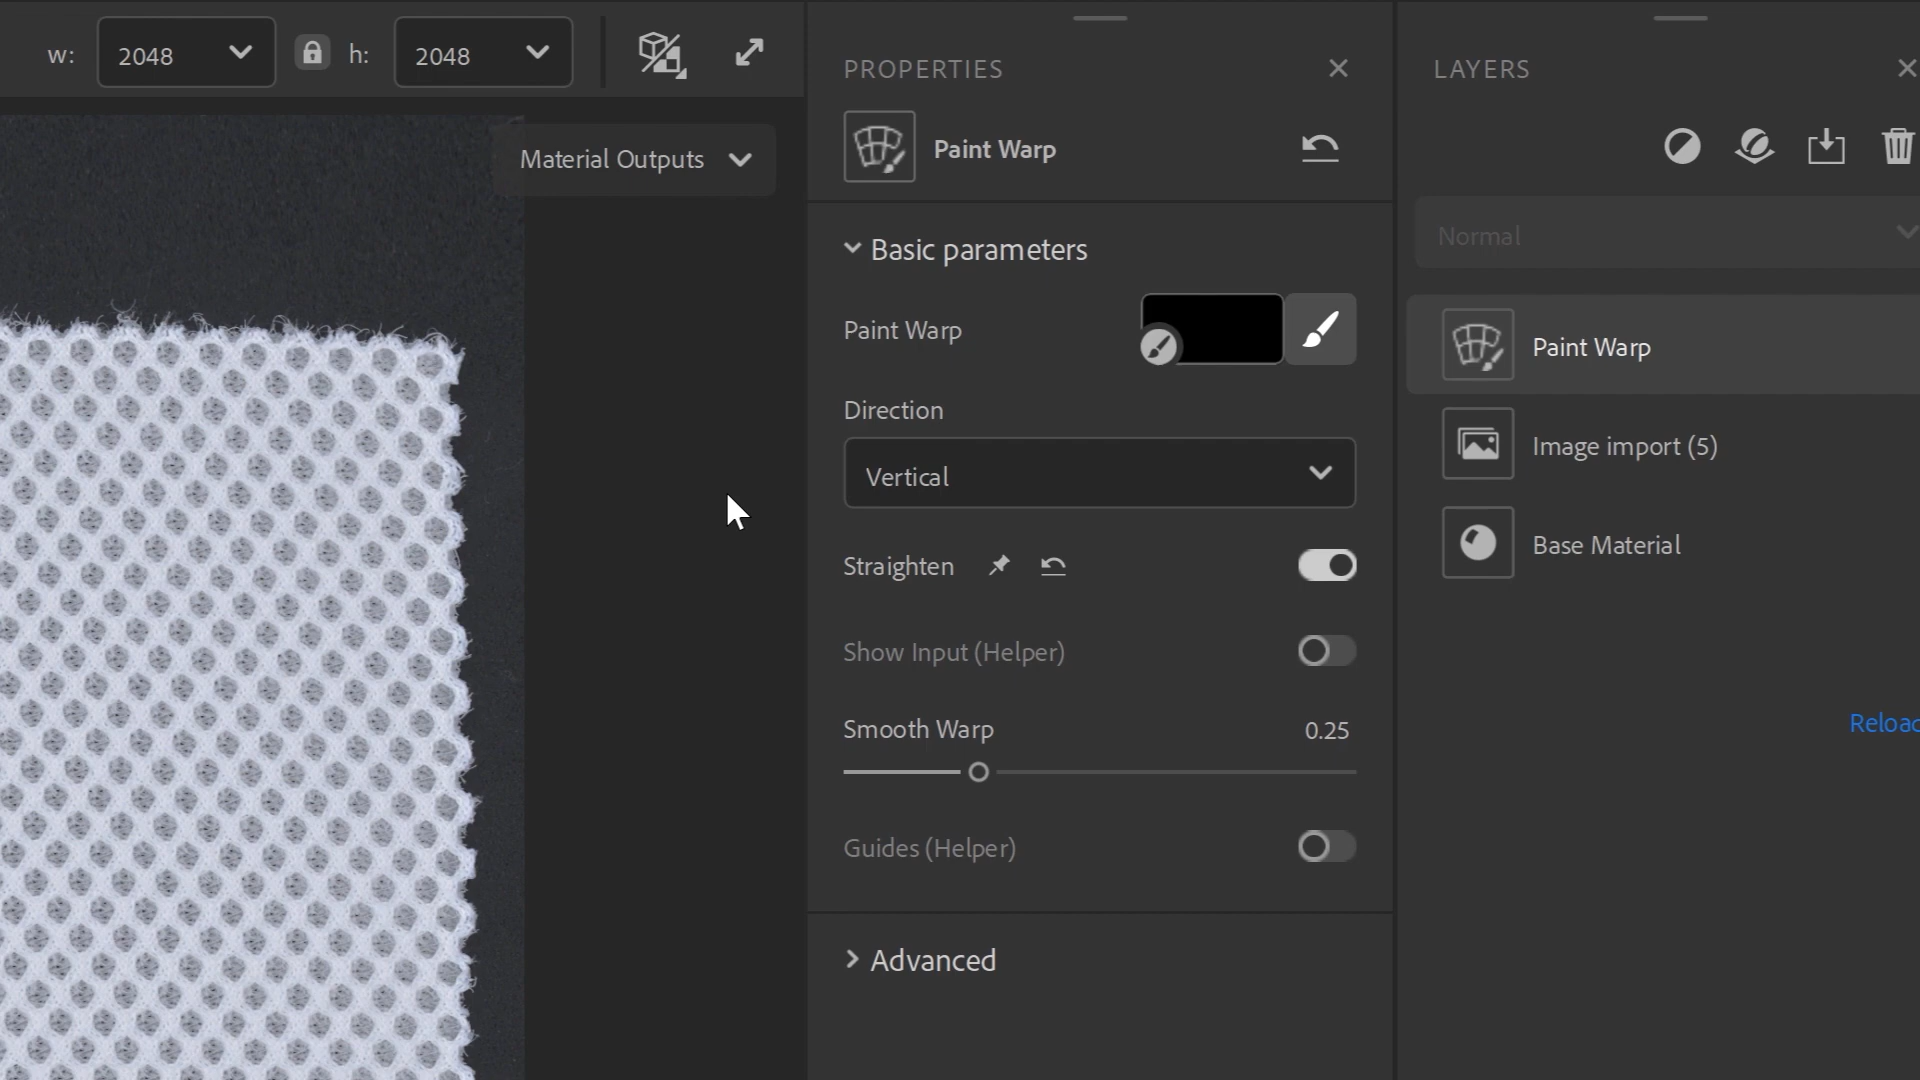 w: 2048 h: 2048
Material Outputs
PROPERTIES
Paint Warp
Basic parameters
Paint Warp
Direction
Vertical
Straighten
Show Input (Helper)
Smooth Warp 0.25
Guides (Helper)
Advanced
LAYERS
Normal
Paint Warp
Image import (5)
Base Material